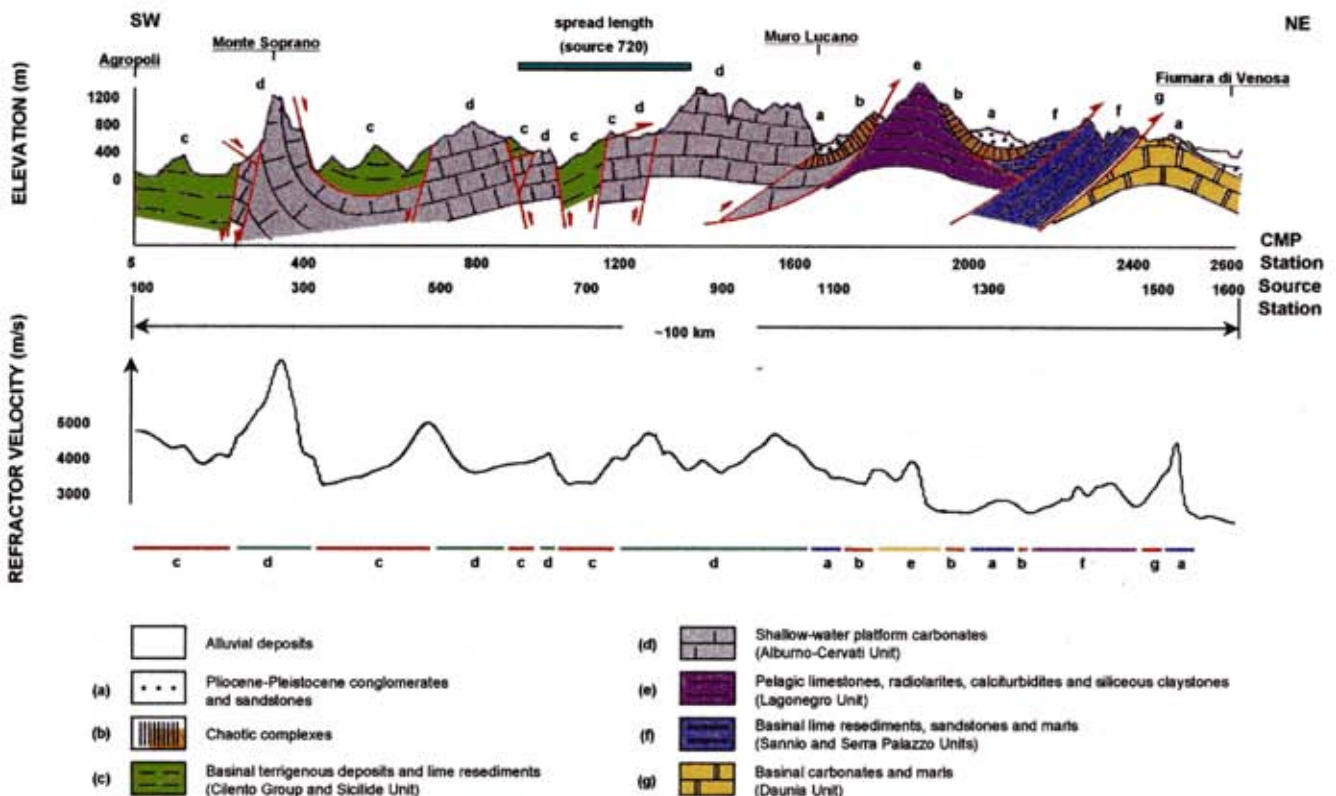 SW
NE
spread length
(source 720)
Monte Soprano
Muro Lucano
Agropoli
Fiumara di Venosa
ELEVATION (m)
1200
800
400
0
c
d
c
d
c
d
c
c
d
d
a
b
e
b
a
f
f
g
a
5
400
800
1200
1600
2000
2400
2600
CMP
Station
100
300
500
700
900
1100
1300
1500
1600
Source
Station
~100 km
REFRACTOR VELOCITY (m/s)
5000
4000
3000
c
d
c
d
c
d
c
d
a
b
e
b
a
b
f
g
a
Alluvial deposits
(a)
Pliocene-Pleistocene conglomerates
and sandstones
(b)
Chaotic complexes
(c)
Basinal terrigenous deposits and lime resediments
(Cilento Group and Sicilide Unit)
(d)
Shallow-water platform carbonates
(Alburno-Cervati Unit)
(e)
Pelagic limestones, radiolarites, calciturbidites and siliceous claystones
(Lagonegro Unit)
(f)
Basinal lime resediments, sandstones and marls
(Sannio and Serra Palazzo Units)
(g)
Basinal carbonates and marls
(Daunia Unit)